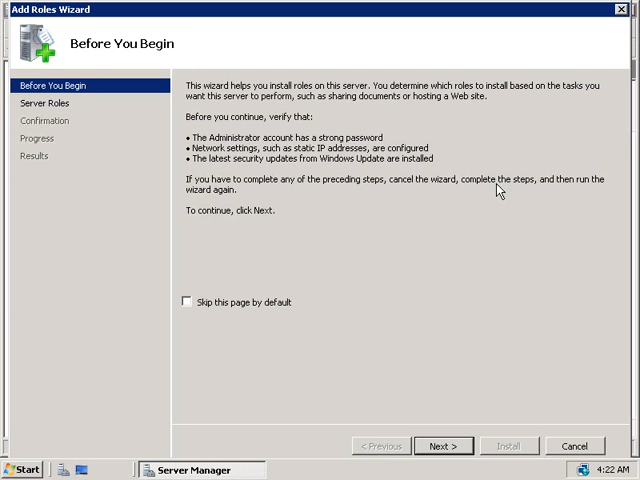 Add Roles Wizard
Before You Begin
Before You Begin
Server Roles
Confirmation
Progress
Results
This wizard helps you install roles on this server. You determine which roles to install based on the tasks you
want this server to perform, such as sharing documents or hosting a Web site.
Before you continue, verify that:
• The Administrator account has a strong password
• Network settings, such as static IP addresses, are configured
• The latest security updates from Windows Update are installed
If you have to complete any of the preceding steps, cancel the wizard, complete the steps, and then run the
wizard again.
To continue, click Next.
Skip this page by default
< Previous
Next >
Install
Cancel
Start
Server Manager
4:22 AM